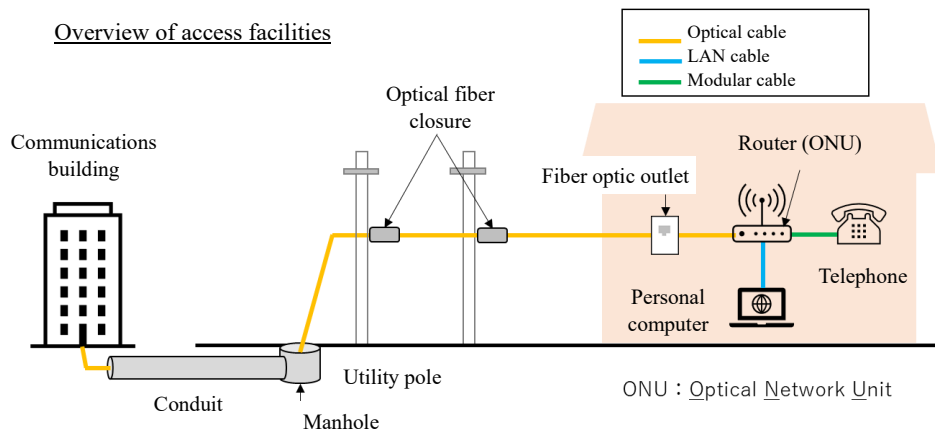 Overview of access facilities
Optical cable
LAN cable
Modular cable
Optical fiber
closure
Communications
building
Router (ONU)
Fiber optic outlet
Telephone
Personal
computer
Utility pole
Conduit
Manhole
ONU：Optical Network Unit